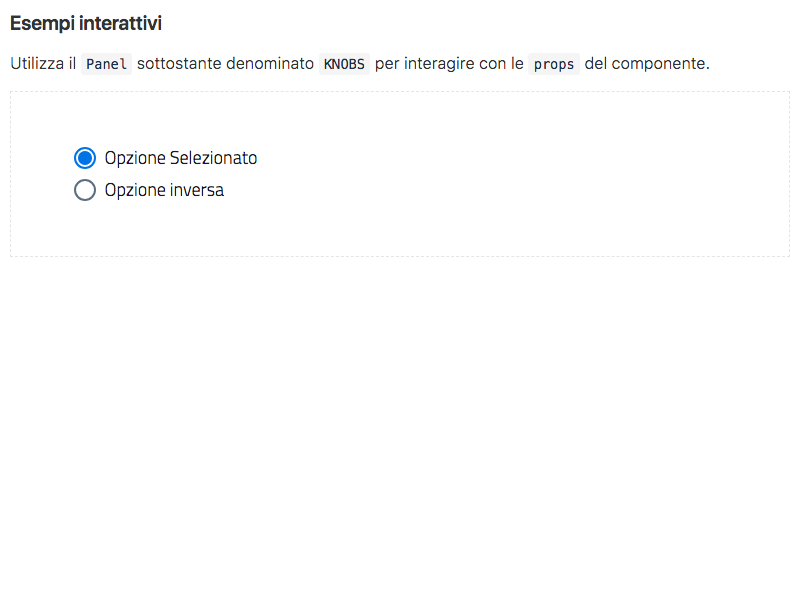 Esempi interattivi
Utilizza il Panel sottostante denominato KNOBS per interagire con le props del componente.
Opzione Selezionato
Opzione inversa